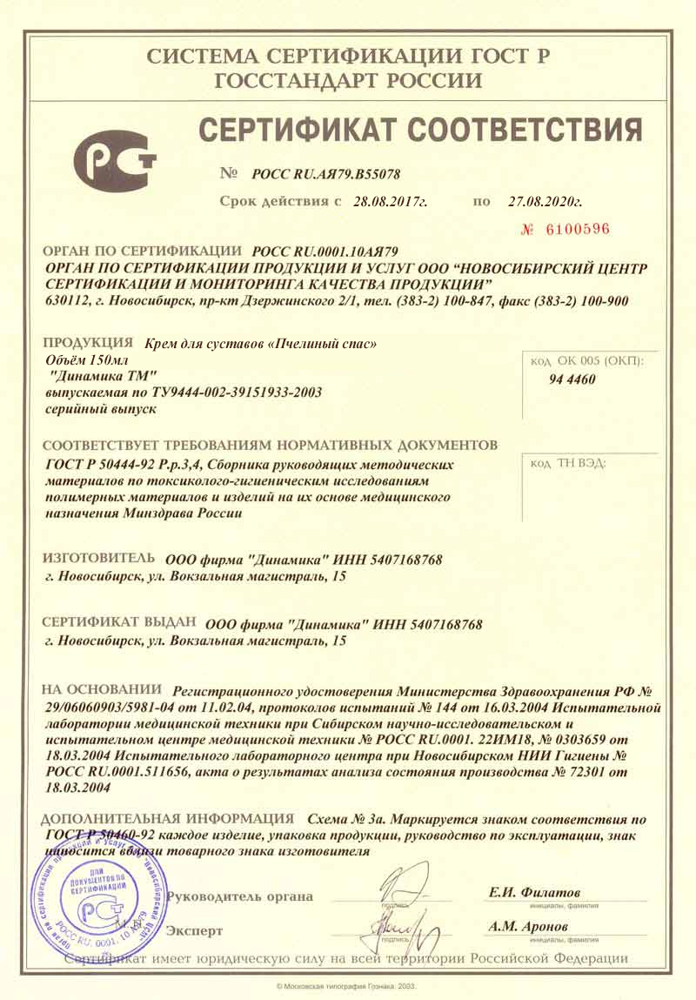 СИСТЕМА СЕРТИФИКАЦИИ ГОСТ Р
ГОССТАНДАРТ РОССИИ
СЕРТИФИКАТ СООТВЕТСТВИЯ
№ РОСС RU.АЯ79.В55078
Срок действия с 28.08.2017г. по 27.08.2020г.
№ 6100596
ОРГАН ПО СЕРТИФИКАЦИИ РОСС RU.0001.10АЯ79
ОРГАН ПО СЕРТИФИКАЦИИ ПРОДУКЦИИ И УСЛУГ ООО “НОВОСИБИРСКИЙ ЦЕНТР
СЕРТИФИКАЦИИ И МОНИТОРИНГА КАЧЕСТВА ПРОДУКЦИИ”
630112, г. Новосибирск, пр-кт Дзержинского 2/1, тел. (383-2) 100-847, факс (383-2) 100-900
ПРОДУКЦИЯ Крем для суставов «Пчелиный спас»
Объём 150мл
"Динамика ТМ"
выпускаемая по ТУ9444-002-39151933-2003
серийный выпуск
код ОК 005 (ОКП):
94 4460
СООТВЕТСТВУЕТ ТРЕБОВАНИЯМ НОРМАТИВНЫХ ДОКУМЕНТОВ
ГОСТ Р 50444-92 Р.р.3,4, Сборника руководящих методических
материалов по токсиколого-гигиеническим исследованиям
полимерных материалов и изделий на их основе медицинского
назначения Минздрава России
код ТН ВЭД:
ИЗГОТОВИТЕЛЬ ООО фирма "Динамика" ИНН 5407168768
г. Новосибирск, ул. Вокзальная магистраль, 15
СЕРТИФИКАТ ВЫДАН ООО фирма "Динамика" ИНН 5407168768
г. Новосибирск, ул. Вокзальная магистраль, 15
НА ОСНОВАНИИ Регистрационного удостоверения Министерства Здравоохранения РФ №
29/06060903/5981-04 от 11.02.04, протоколов испытаний № 144 от 16.03.2004 Испытательной
лаборатории медицинской техники при Сибирском научно-исследовательском и
испытательном центре медицинской техники № РОСС RU.0001. 22ИМ18, № 0303659 от
18.03.2004 Испытательного лабораторного центра при Новосибирском НИИ Гигиены №
РОСС RU.0001.511656, акта о результатах анализа состояния производства № 72301 от
18.03.2004
ДОПОЛНИТЕЛЬНАЯ ИНФОРМАЦИЯ Схема № 3а. Маркируется знаком соответствия по
ГОСТ Р 50460-92 каждое изделие, упаковка продукции, руководство по эксплуатации, знак
наносится вблизи товарного знака изготовителя
ДЛЯ
ДОКУМЕНТОВ ПО
СЕРТИФИКАЦИИ
РОСС RU. 0001. 10 АЯ79
М.П.
Руководитель органа
подпись
Е.И. Филатов
инициалы, фамилия
Эксперт
подпись
А.М. Аронов
инициалы, фамилия
Сертификат имеет юридическую силу на всей территории Российской Федерации
© Московская типография Гознака. 2003.